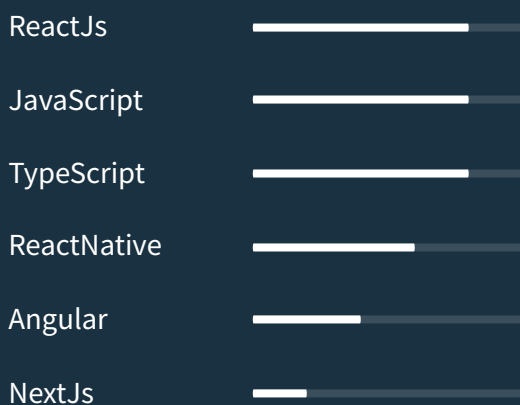 ReactJs
JavaScript
TypeScript
ReactNative
Angular
NextJs